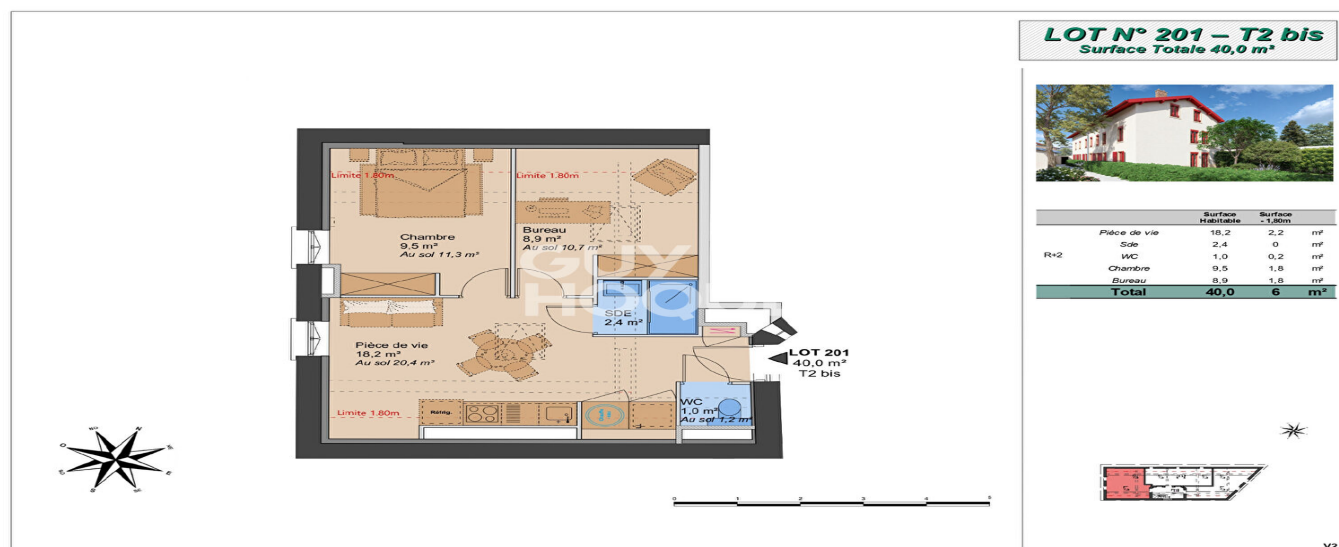 LOT N° 201 – T2 bis
Surface Totale 40,0 m²
Limite 1.80m
Limite 1.80m
Chambre
9.5 m²
Au sol 11,3 m²
Bureau
8,9 m²
Au sol 10,7 m²
GUY
HOQUET
SDE
2.4 m²
Pièce de vie
18,2 m²
Au sol 20,4 m²
LOT 201
40,0 m²
T2 bis
Limite 1.80m
Réfrig.
WC
1,0 m²
Au sol 1,2 m²
Surface Habitable Surface - 1,80m
Pièce de vie 18,2 2,2 m²
Sde 2,4 0 m²
R+2 WC 1,0 0,2 m²
Chambre 9,5 1,8 m²
Bureau 8,9 1,8 m²
Total 40,0 6 m²
N
O
E
S
0 1 2 3 4 5
V3